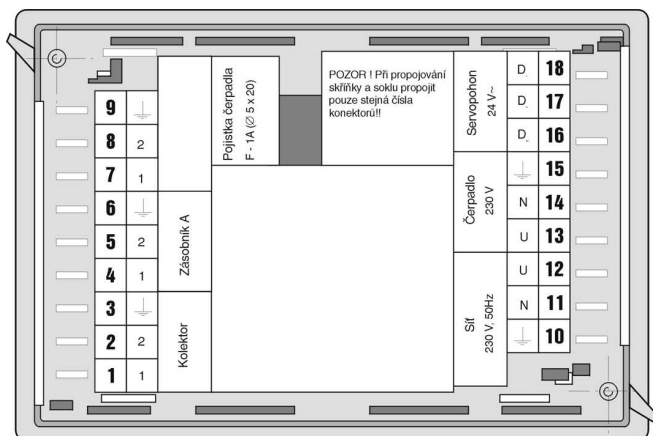 9
8 2
7 1
6
5 2
4 1
3
2 2
1 1
Zásobník A
Kolektor
Pojistka čerpadla
F - 1A (∅ 5 x 20)
POZOR ! Při propojování
skříňky a soklu propojit
pouze stejná čísla
konektorů!!
Servopohon
24 V~
Čerpadlo
230 V
Síť
230 V, 50Hz
D. 18
D. 17
D. 16
15
N 14
U 13
U 12
N 11
10